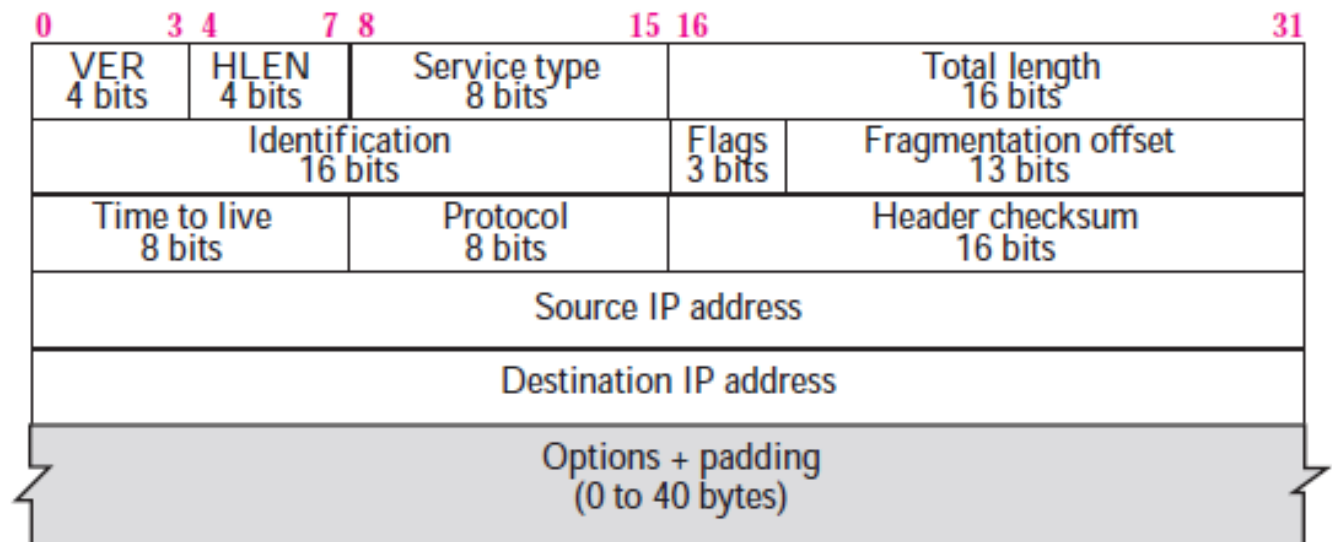 0 3 4 7 8 15 16 31
VER HLEN Service type Total length
4 bits 4 bits 8 bits 16 bits
Identification Flags Fragmentation offset
16 bits 3 bits 13 bits
Time to live Protocol Header checksum
8 bits 8 bits 16 bits
Source IP address
Destination IP address
Options + padding
(0 to 40 bytes)